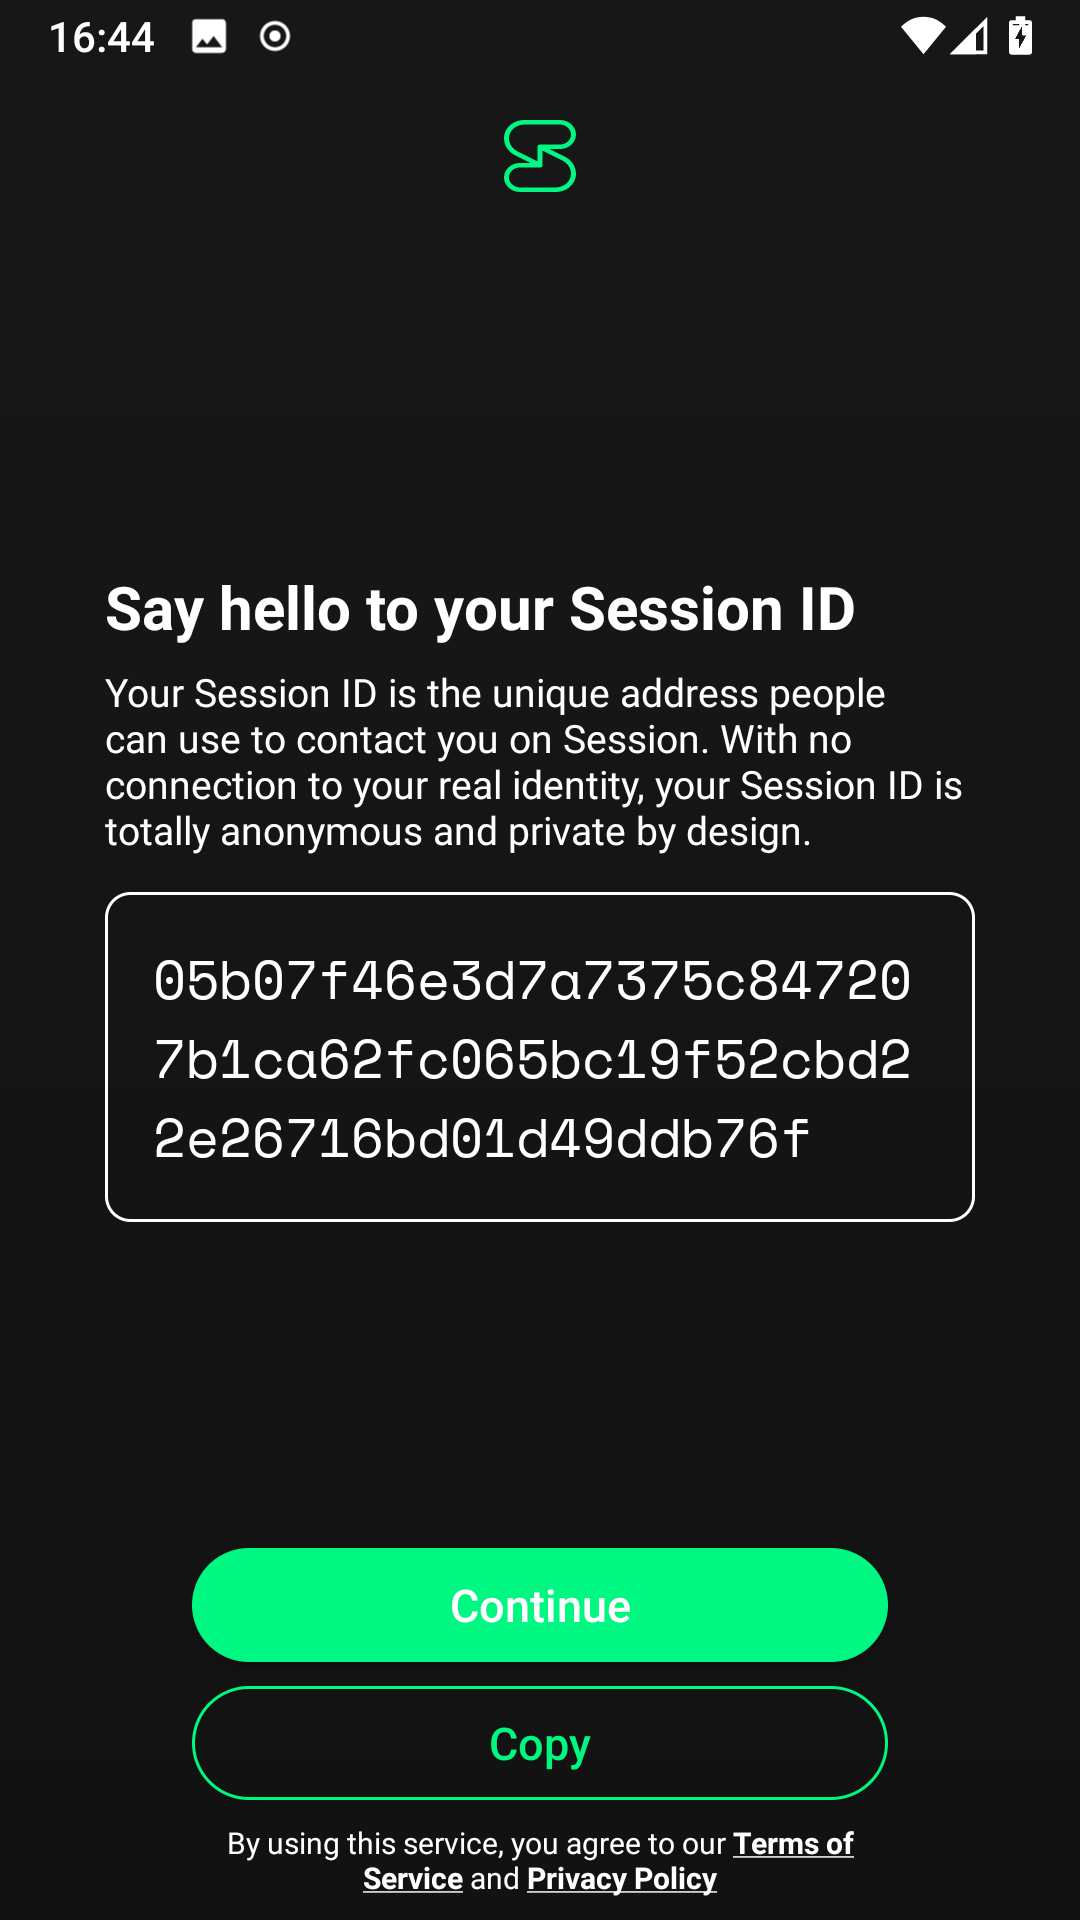 16:44
Say hello to your Session ID
Your Session ID is the unique address people
can use to contact you on Session. With no
connection to your real identity, your Session ID is
totally anonymous and private by design.
05b07f46e3d7a7375c84720
7b1ca62fc065bc19f52cbd2
2e26716bd01d49ddb76f
Continue
Copy
By using this service, you agree to our Terms of
Service and Privacy Policy